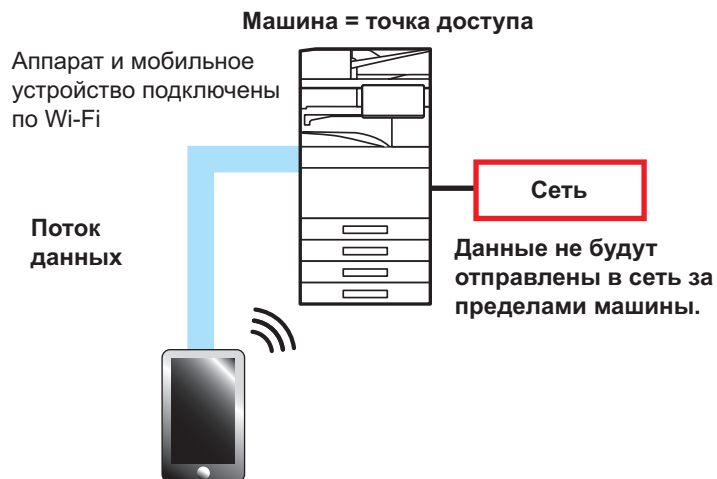 Машина = точка доступа
Аппарат и мобильное
устройство подключены
по Wi-Fi
Сеть
Поток
данных
Данные не будут
отправлены в сеть за
пределами машины.